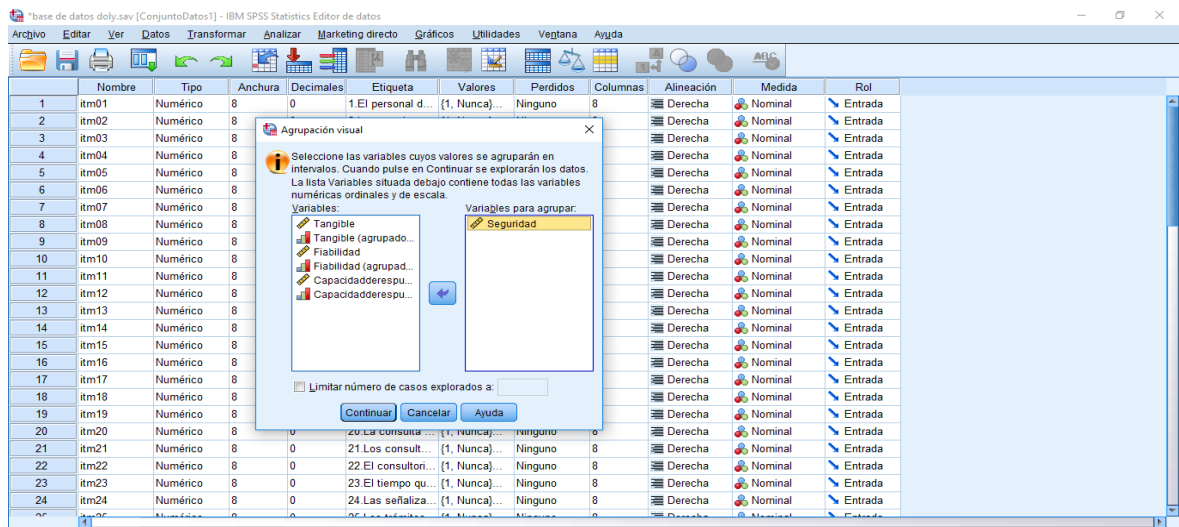 *base de datos doly.sav [ConjuntoDatos1] - IBM SPSS Statistics Editor de datos
Archivo Editar Ver Datos Transformar Analizar Marketing directo Gráficos Utilidades Ventana Ayuda
Nombre Tipo Anchura Decimales Etiqueta Valores Perdidos Columnas Alineación Medida Rol
1 itm01 Numérico 8 0 1.El personal d... {1, Nunca}... Ninguno 8 Derecha Nominal Entrada
2 itm02 Numérico 8 Derecha Nominal Entrada
3 itm03 Numérico 8 Derecha Nominal Entrada
4 itm04 Numérico 8 Derecha Nominal Entrada
5 itm05 Numérico 8 Derecha Nominal Entrada
6 itm06 Numérico 8 Derecha Nominal Entrada
7 itm07 Numérico 8 Derecha Nominal Entrada
8 itm08 Numérico 8 Derecha Nominal Entrada
9 itm09 Numérico 8 Derecha Nominal Entrada
10 itm10 Numérico 8 Derecha Nominal Entrada
11 itm11 Numérico 8 Derecha Nominal Entrada
12 itm12 Numérico 8 Derecha Nominal Entrada
13 itm13 Numérico 8 Derecha Nominal Entrada
14 itm14 Numérico 8 Derecha Nominal Entrada
15 itm15 Numérico 8 Derecha Nominal Entrada
16 itm16 Numérico 8 Derecha Nominal Entrada
17 itm17 Numérico 8 Derecha Nominal Entrada
18 itm18 Numérico 8 Derecha Nominal Entrada
19 itm19 Numérico 8 Derecha Nominal Entrada
20 itm20 Numérico 8 0 20.La consulta ... {1, Nunca}... Ninguno 8 Derecha Nominal Entrada
21 itm21 Numérico 8 0 21.Los consult... {1, Nunca}... Ninguno 8 Derecha Nominal Entrada
22 itm22 Numérico 8 0 22.El consultori... {1, Nunca}... Ninguno 8 Derecha Nominal Entrada
23 itm23 Numérico 8 0 23.El tiempo qu... {1, Nunca}... Ninguno 8 Derecha Nominal Entrada
24 itm24 Numérico 8 0 24.Las señaliza... {1, Nunca}... Ninguno 8 Derecha Nominal Entrada
Agrupación visual
Seleccione las variables cuyos valores se agruparán en
intervalos. Cuando pulse en Continuar se explorarán los datos.
La lista Variables situada debajo contiene todas las variables
numéricas ordinales y de escala.
Variables: Variables para agrupar:
Tangible Seguridad
Tangible (agrupado...
Fiabilidad
Fiabilidad (agrupad...
Capacidadderespu...
Capacidadderespu...
Limitar número de casos explorados a:
Continuar Cancelar Ayuda